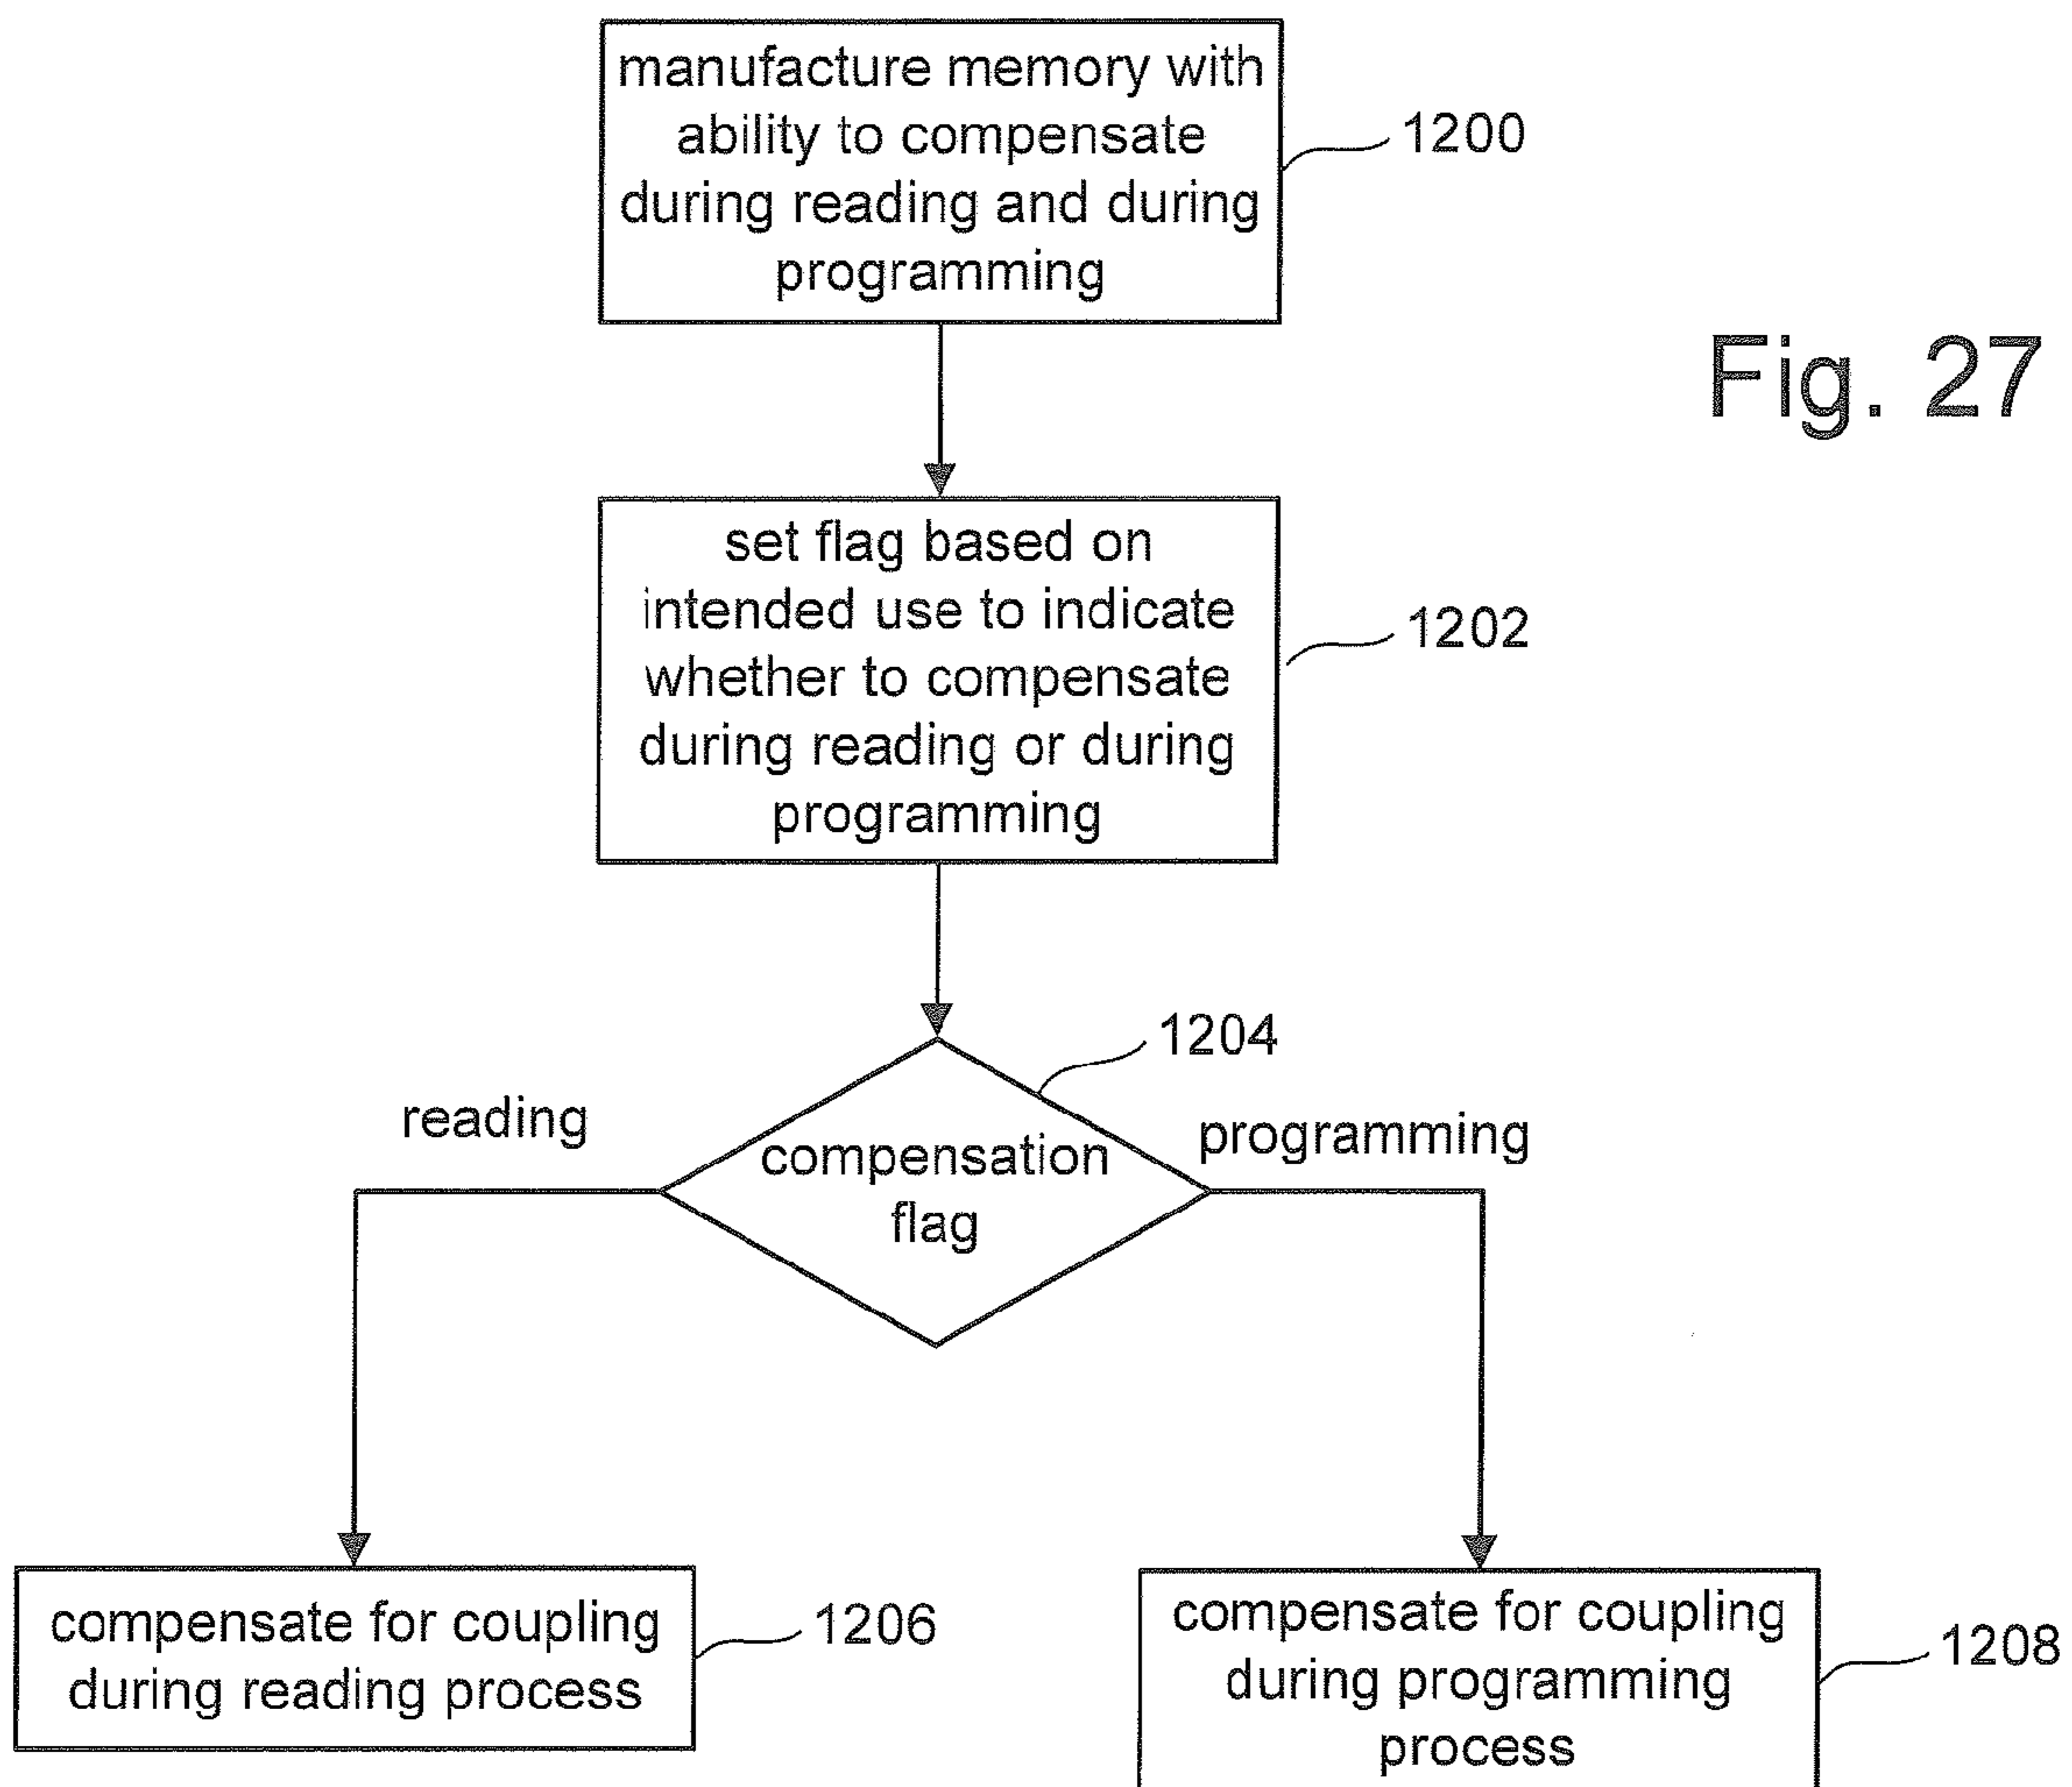 manufacture memory with
ability to compensate
during reading and during
programming
1200
Fig. 27
set flag based on
intended use to indicate
whether to compensate
during reading or during
programming
1202
1204
reading
programming
compensation
flag
compensate for coupling
during reading process
1206
compensate for coupling
during programming
process
1208